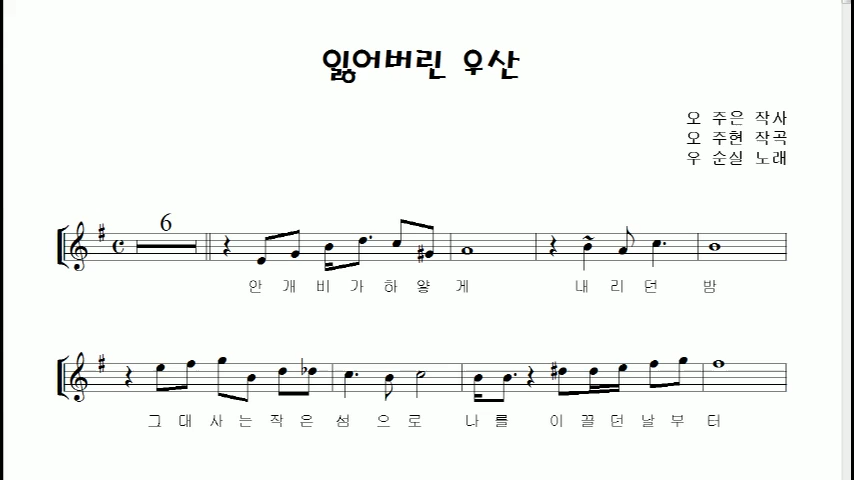 잃어버린 우산
오 주은 작사
오 주현 작곡
우 순실 노래
6
안 개 비 가 하 얗 게 내 리 던 밤
그 대 사 는 작 은 섬 으 로 나 를 이 끌 던 날 부 터